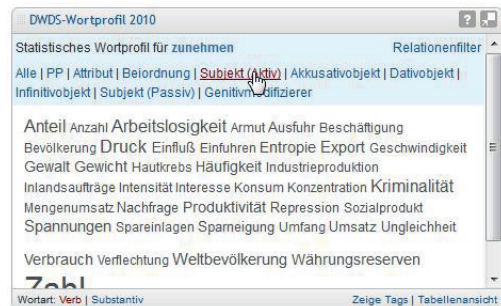 DWDS-Wortprofil 2010
Statistisches Wortprofil für zunehmen Relationenfilter
Alle | PP | Attribut | Beiordnung | Subjekt (Aktiv) | Akkusativobjekt | Dativobjekt |
Infinitivobjekt | Subjekt (Passiv) | Genitivmodifizierer
Anteil Anzahl Arbeitslosigkeit Armut Ausfuhr Beschäftigung
Bevölkerung Druck Einfluß Einfuhren Entropie Export Geschwindigkeit
Gewalt Gewicht Hautkrebs Häufigkeit Industrieproduktion
Inlandsaufträge Intensität Interesse Konsum Konzentration Kriminalität
Mengenumsatz Nachfrage Produktivität Repression Sozialprodukt
Spannungen Spareinlagen Sparneigung Umfang Umsatz Ungleichheit
Verbrauch Verflechtung Weltbevölkerung Währungsreserven
Zahl
Wortart: Verb | Substantiv Zeige Tags | Tabellenansicht